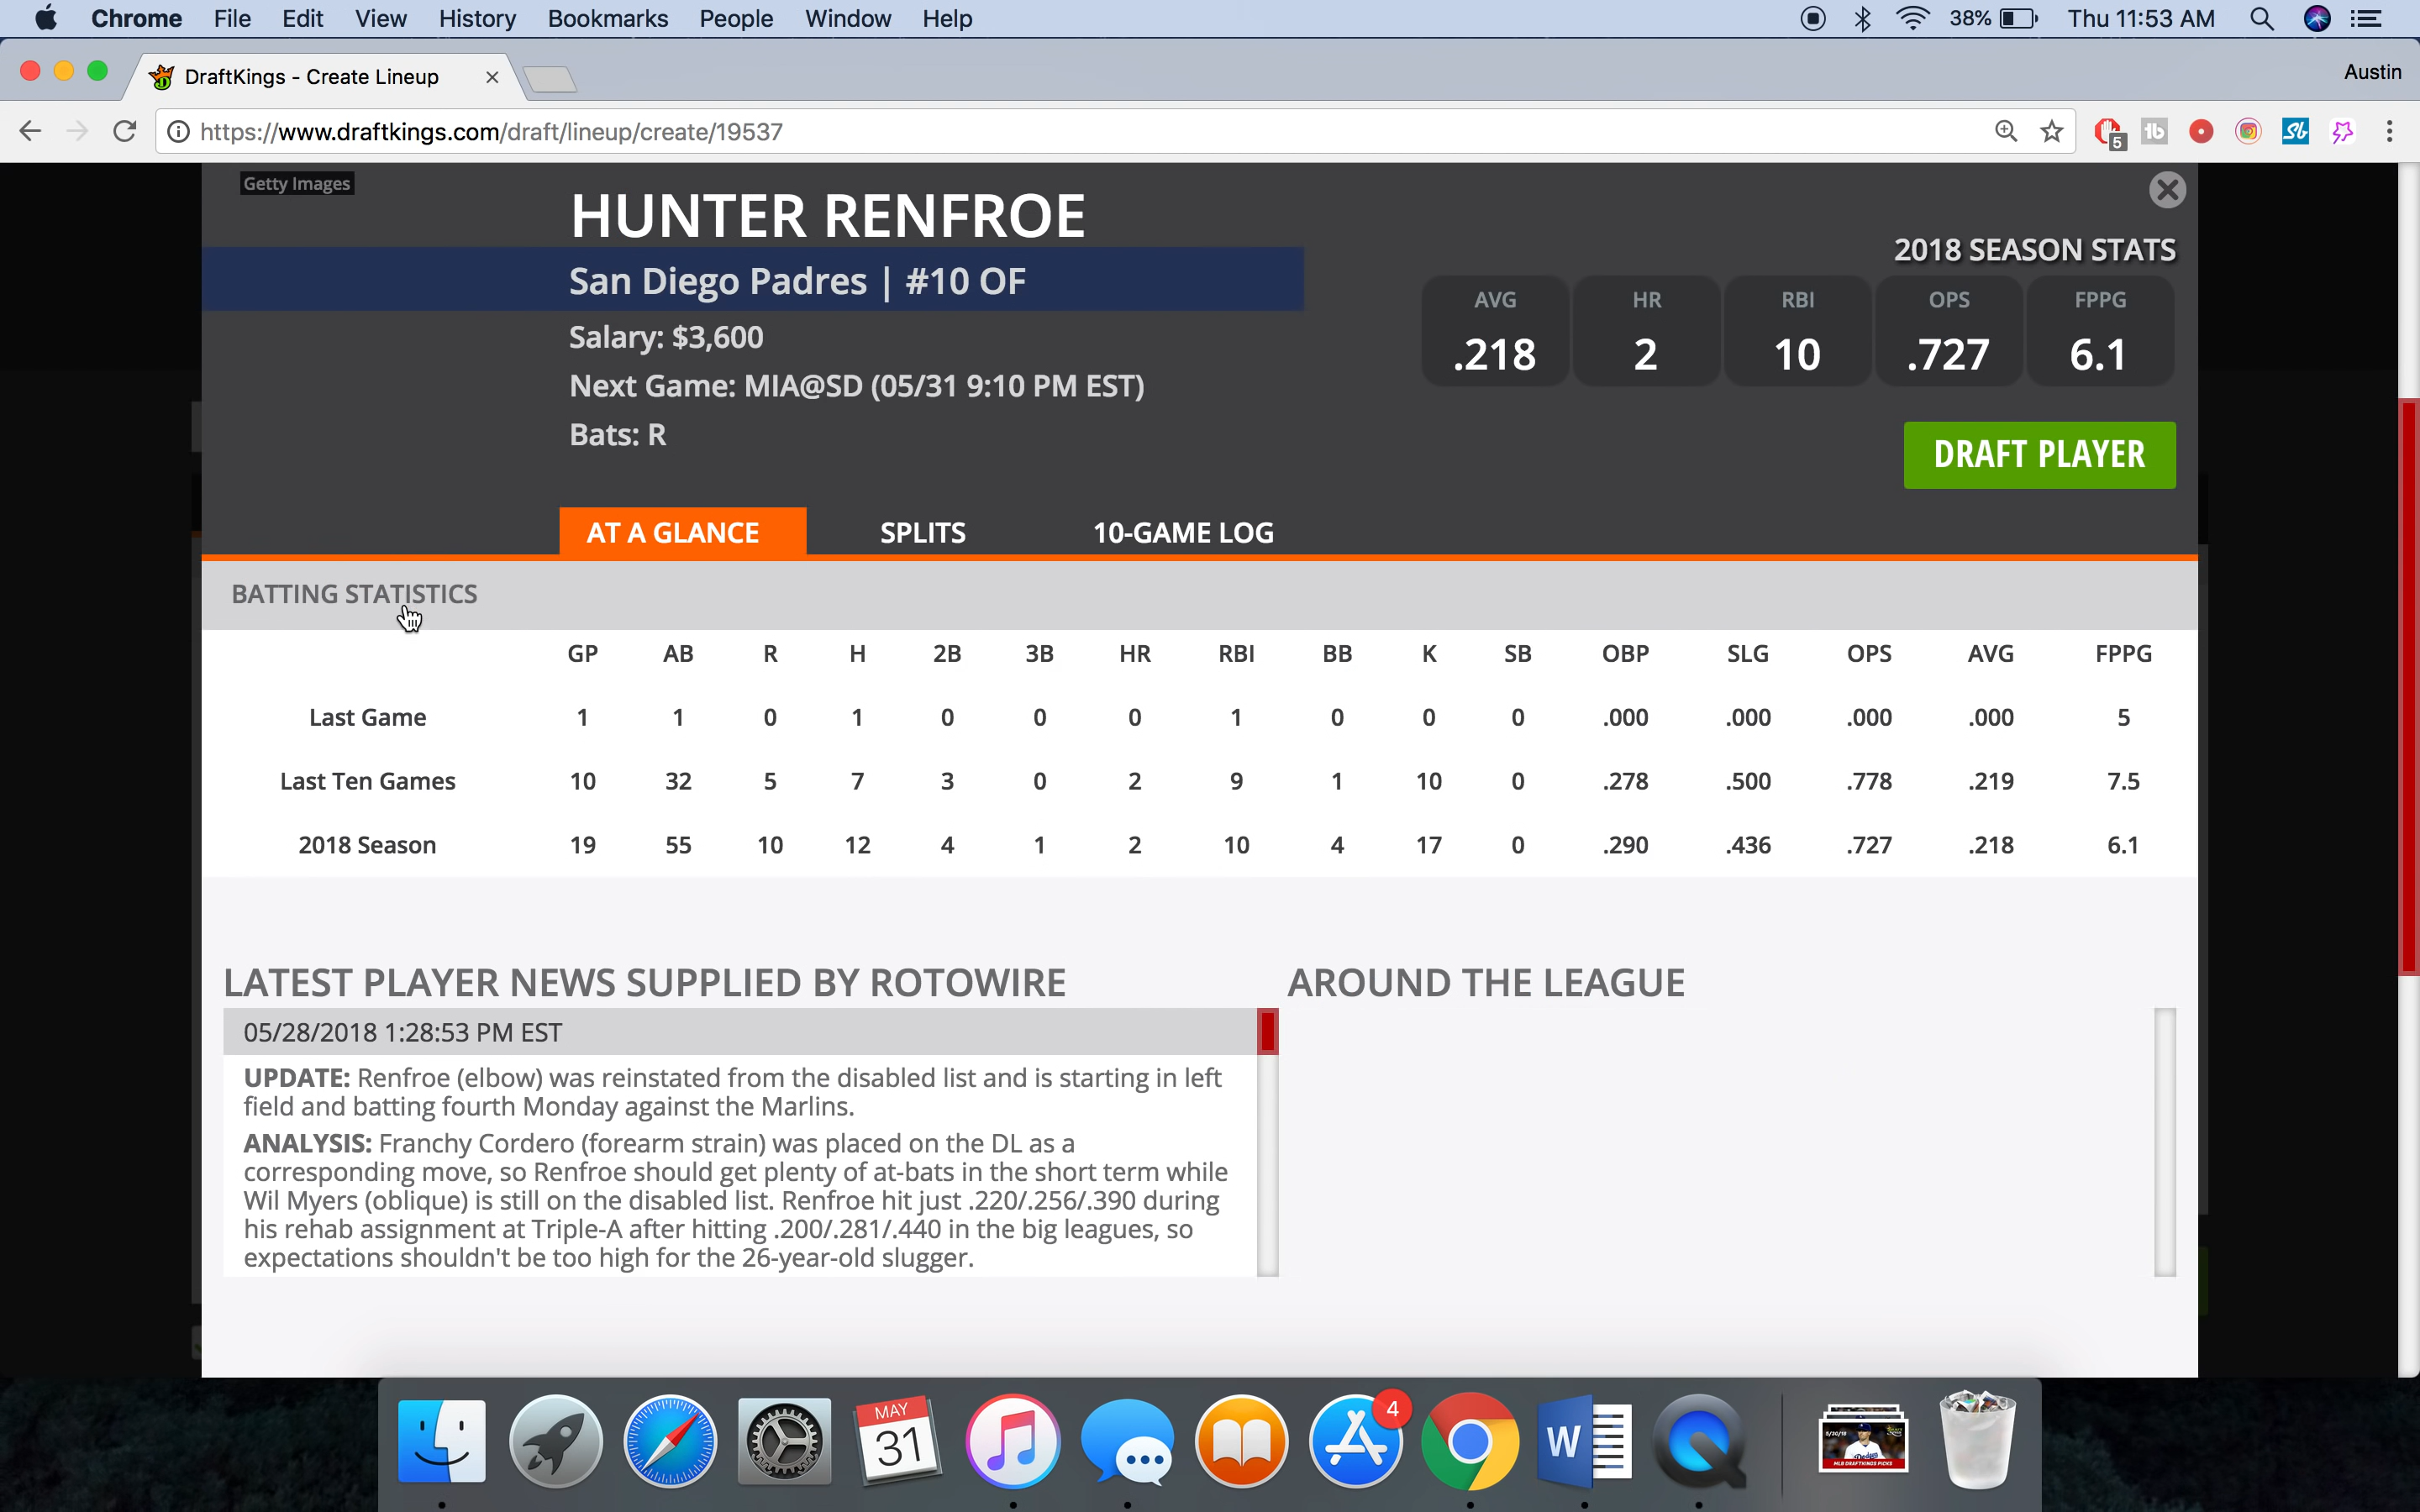 Chrome File Edit View History Bookmarks People Window Help 38% Thu 11:53 AM
DraftKings - Create Lineup Austin
https://www.draftkings.com/draft/lineup/create/19537 5
Getty Images
HUNTER RENFROE
San Diego Padres | #10 OF
Salary: $3,600
Next Game: MIA@SD (05/31 9:10 PM EST)
Bats: R
2018 SEASON STATS
AVG HR RBI OPS FPPG
.218 2 10 .727 6.1
DRAFT PLAYER
AT A GLANCE SPLITS 10-GAME LOG
BATTING STATISTICS
GP AB R H 2B 3B HR RBI BB K SB OBP SLG OPS AVG FPPG
Last Game 1 1 0 1 0 0 0 1 0 0 0 .000 .000 .000 .000 5
Last Ten Games 10 32 5 7 3 0 2 9 1 10 0 .278 .500 .778 .219 7.5
2018 Season 19 55 10 12 4 1 2 10 4 17 0 .290 .436 .727 .218 6.1
LATEST PLAYER NEWS SUPPLIED BY ROTOWIRE
05/28/2018 1:28:53 PM EST
UPDATE: Renfroe (elbow) was reinstated from the disabled list and is starting in left
field and batting fourth Monday against the Marlins.
ANALYSIS: Franchy Cordero (forearm strain) was placed on the DL as a
corresponding move, so Renfroe should get plenty of at-bats in the short term while
Wil Myers (oblique) is still on the disabled list. Renfroe hit just .220/.256/.390 during
his rehab assignment at Triple-A after hitting .200/.281/.440 in the big leagues, so
expectations shouldn't be too high for the 26-year-old slugger.
AROUND THE LEAGUE
MAY
31
4
W
5/30/18
Dodgers
MLB DRAFTKINGS PICKS